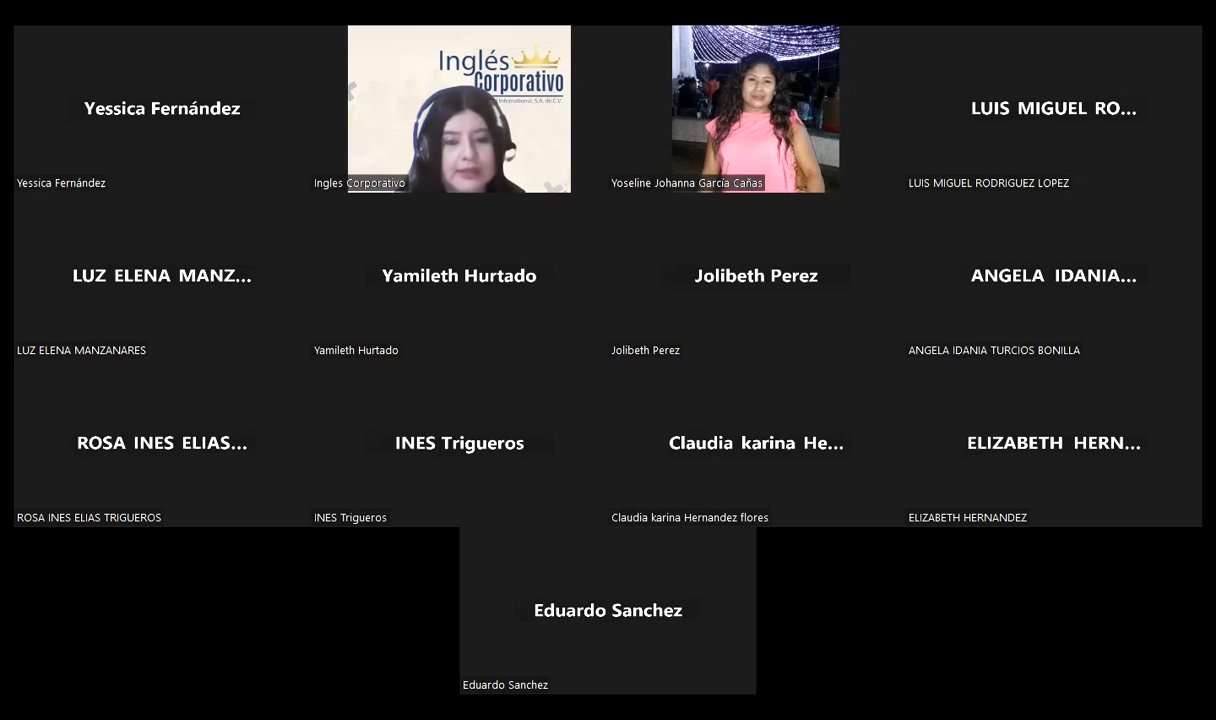 Yessica Fernández
Inglés
Corporativo
International, S.A. de C.V.
LUIS MIGUEL RO...
Yessica Fernández
Ingles Corporativo
Yoseline Johanna García Cañas
LUIS MIGUEL RODRIGUEZ LOPEZ
LUZ ELENA MANZ...
Yamileth Hurtado
Jolibeth Perez
ANGELA IDANIA...
LUZ ELENA MANZANARES
Yamileth Hurtado
Jolibeth Perez
ANGELA IDANIA TURCIOS BONILLA
ROSA INES ELIAS...
INES Trigueros
Claudia karina He...
ELIZABETH HERN...
ROSA INES ELIAS TRIGUEROS
INES Trigueros
Claudia karina Hernandez flores
ELIZABETH HERNANDEZ
Eduardo Sanchez
Eduardo Sanchez